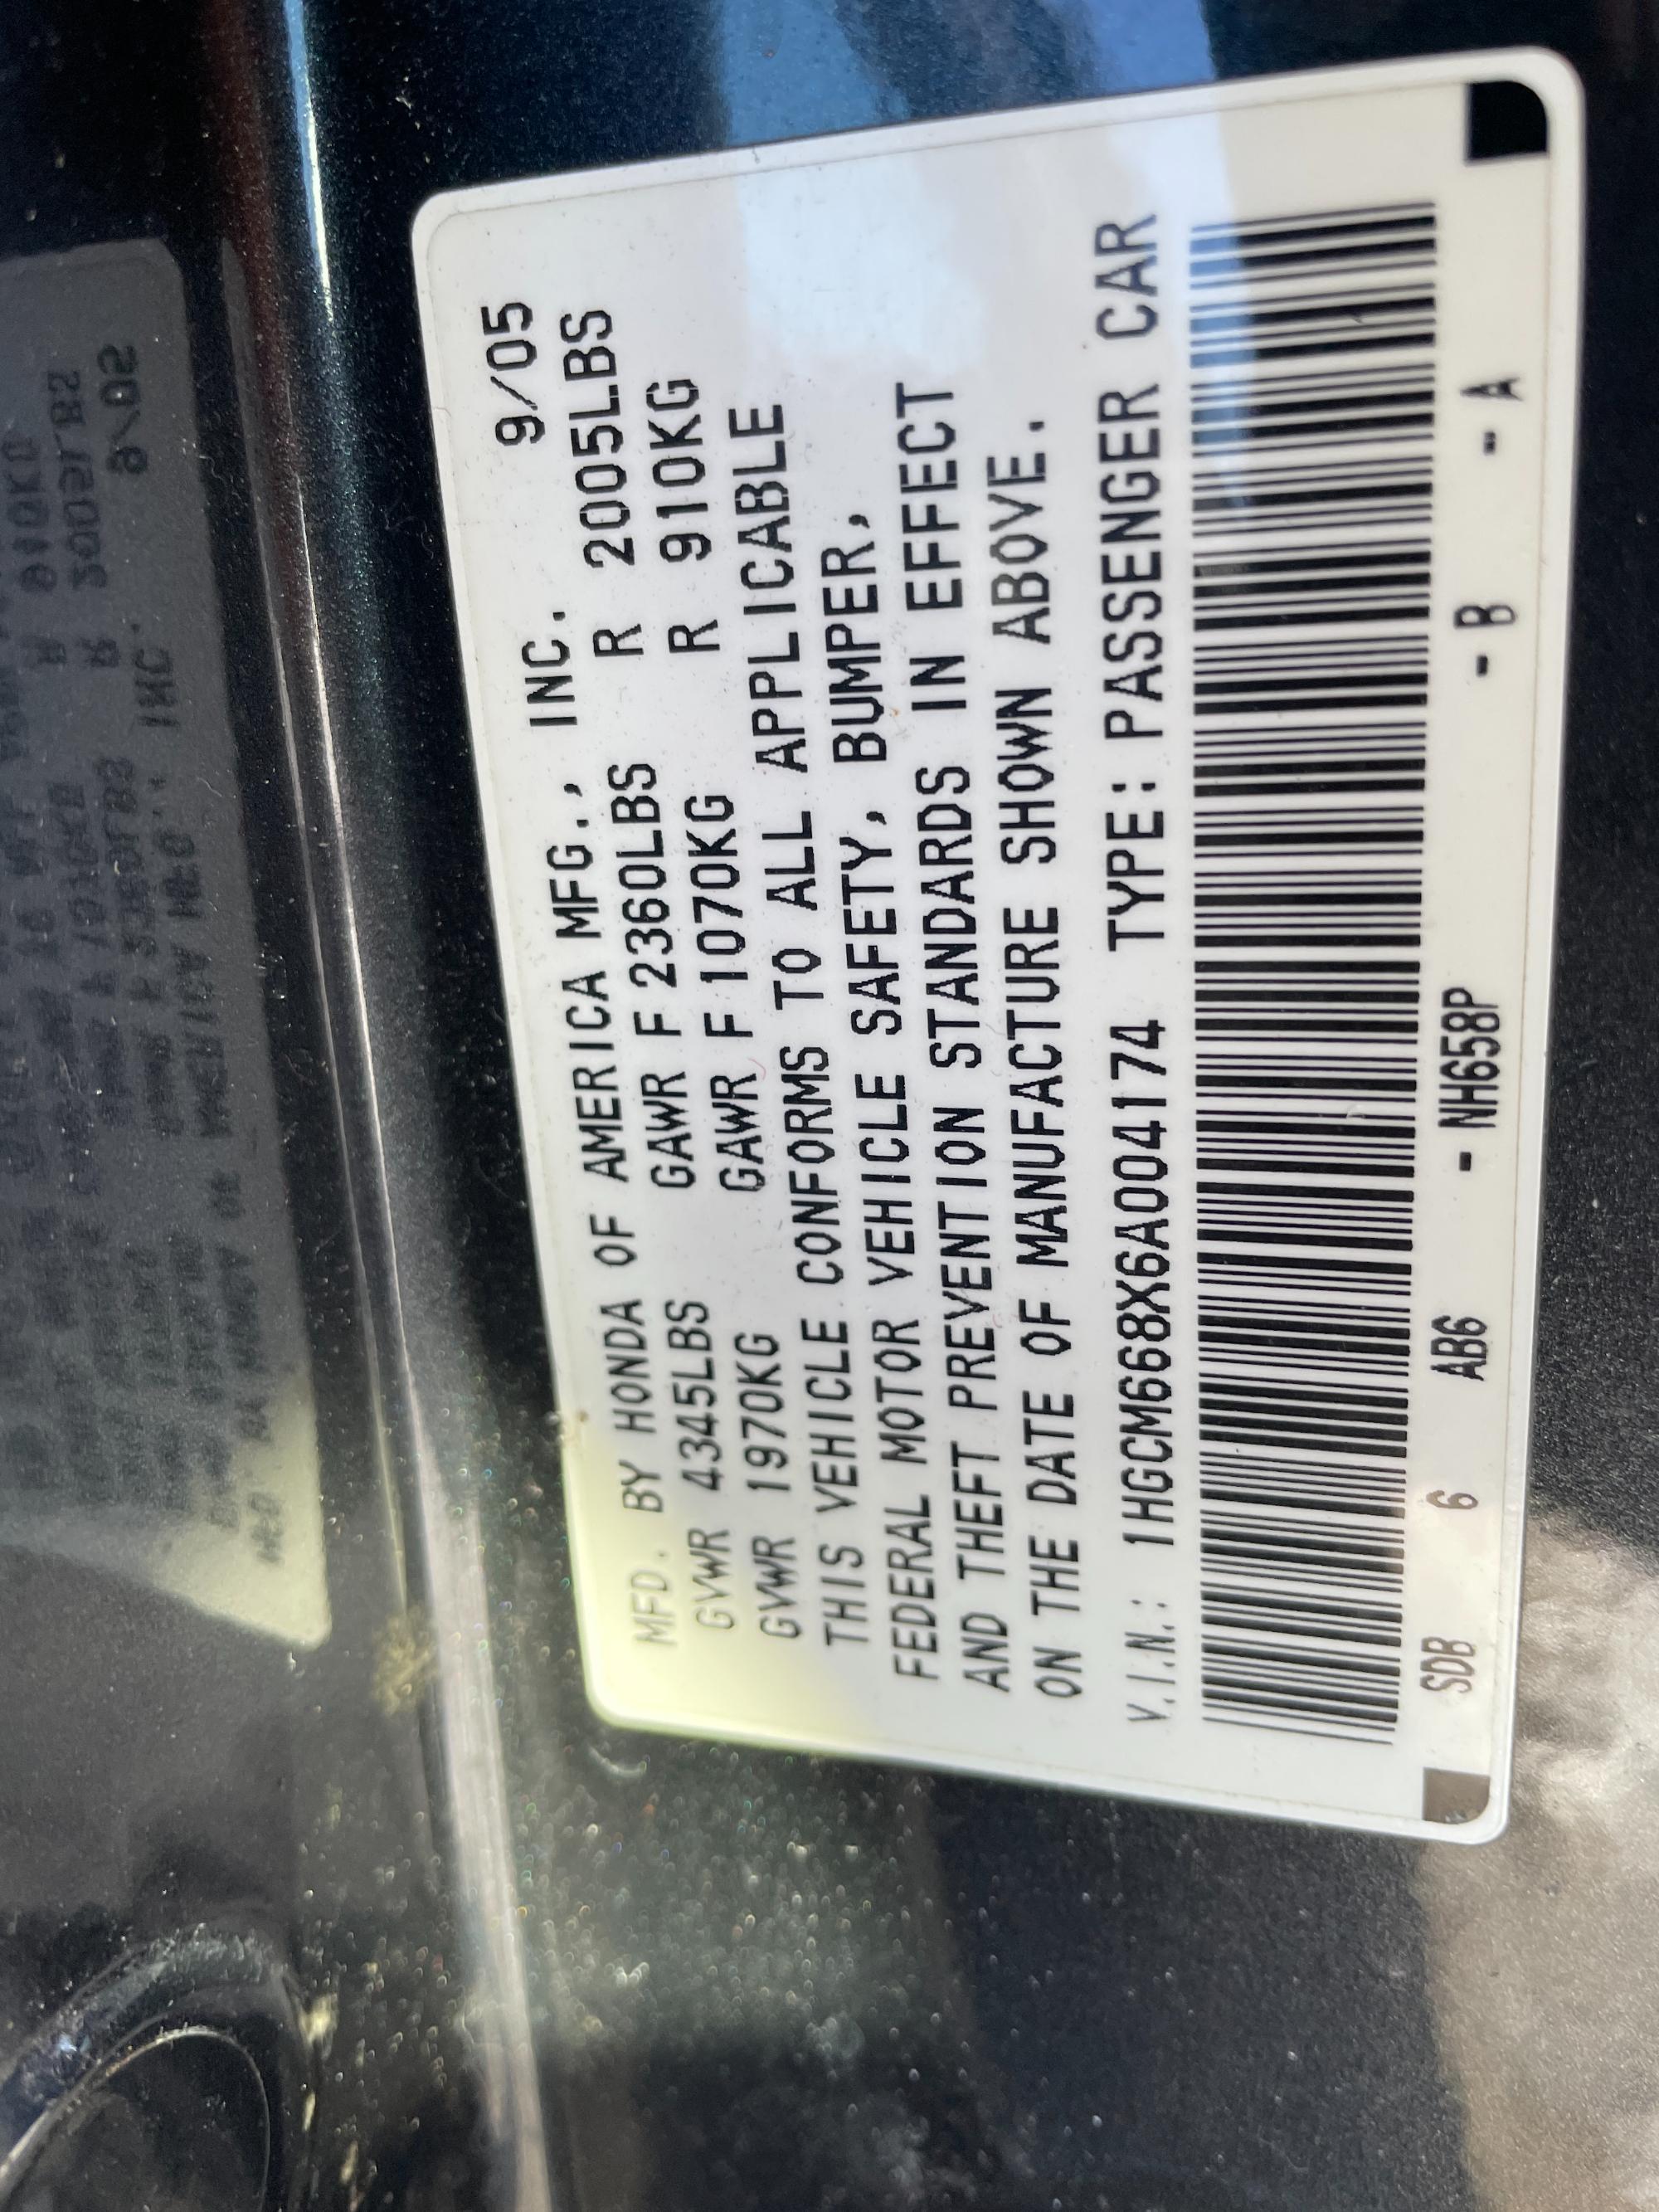 MFD. BY HONDA OF AMERICA MFG., INC. 9/05
GVWR 4345LBS GAWR F 2360LBS R 2005LBS
GVWR 1970KG GAWR F 1070KG R 910KG
THIS VEHICLE CONFORMS TO ALL APPLICABLE
FEDERAL MOTOR VEHICLE SAFETY, BUMPER,
AND THEFT PREVENTION STANDARDS IN EFFECT
ON THE DATE OF MANUFACTURE SHOWN ABOVE.
V.I.N.: 1HGCM668X6A004174 TYPE: PASSENGER CAR
SDB 6 AB6 - NH658P - B - A